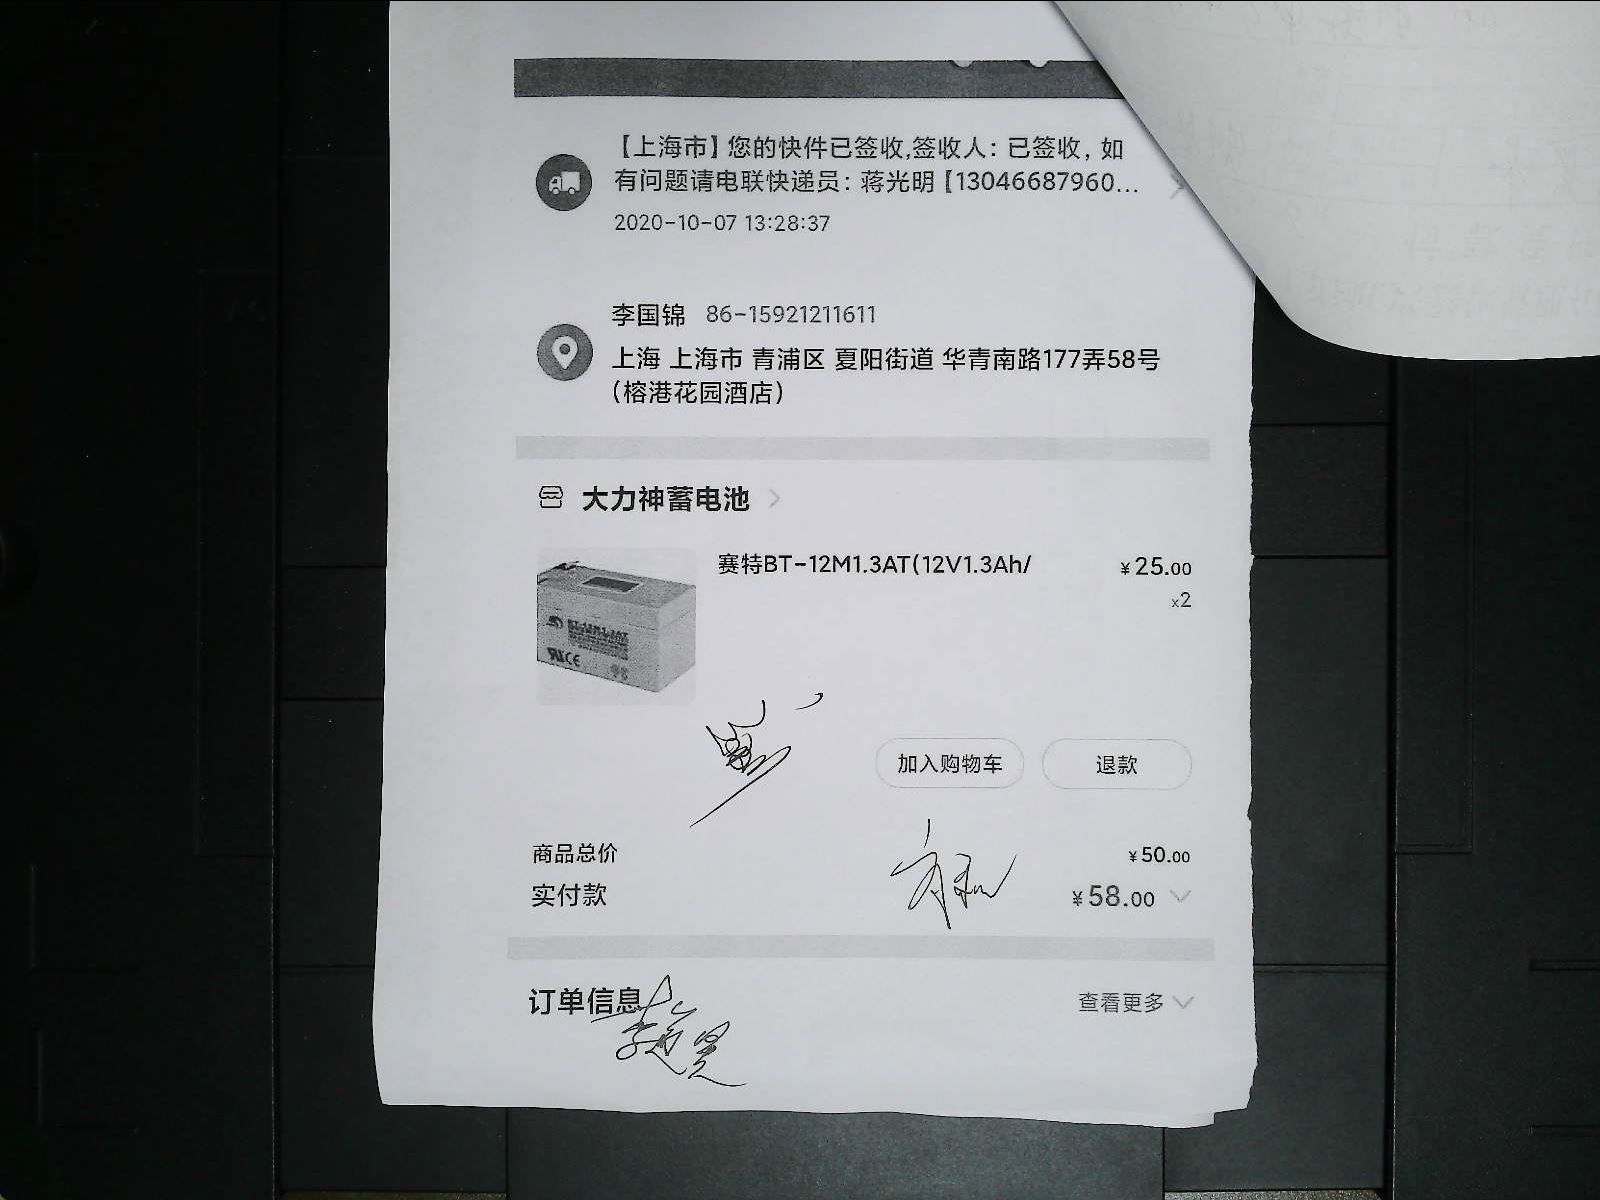 【上海市】您的快件已签收,签收人：已签收，如
有问题请电联快递员：蒋光明【13046687960...
2020-10-07 13:28:37
李国锦 86-15921211611
上海 上海市 青浦区 夏阳街道 华青南路177弄58号
（榕港花园酒店）
大力神蓄电池
赛特BT-12M1.3AT(12V1.3Ah/
¥25.00
x2
加入购物车 退款
商品总价 ¥50.00
实付款 ¥58.00
订单信息 查看更多